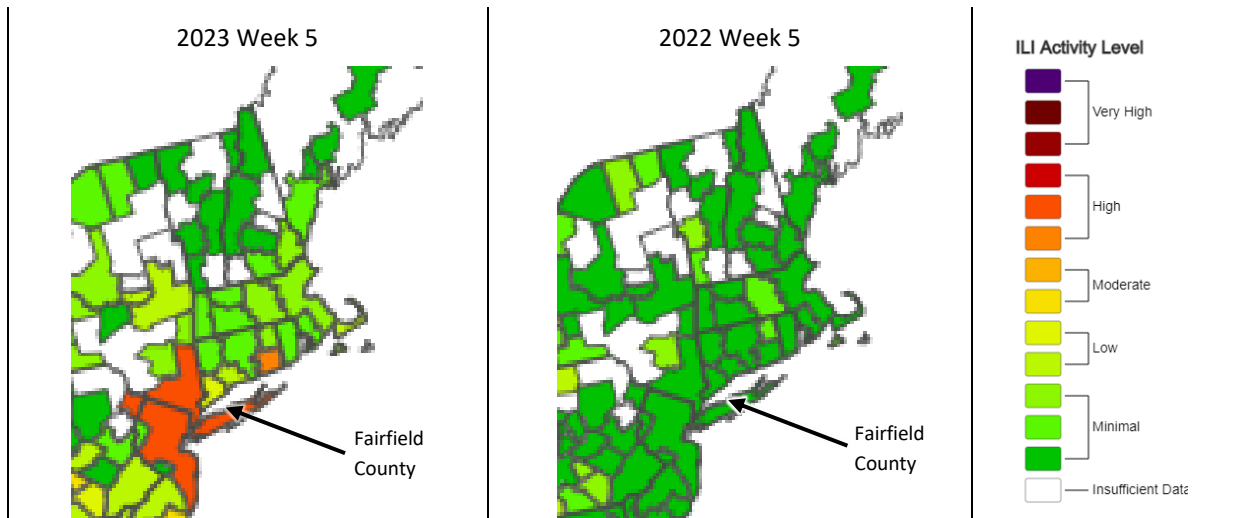 2023 Week 5
Fairfield
County
2022 Week 5
Fairfield
County
ILI Activity Level
Very High
High
Moderate
Low
Minimal
Insufficient Data